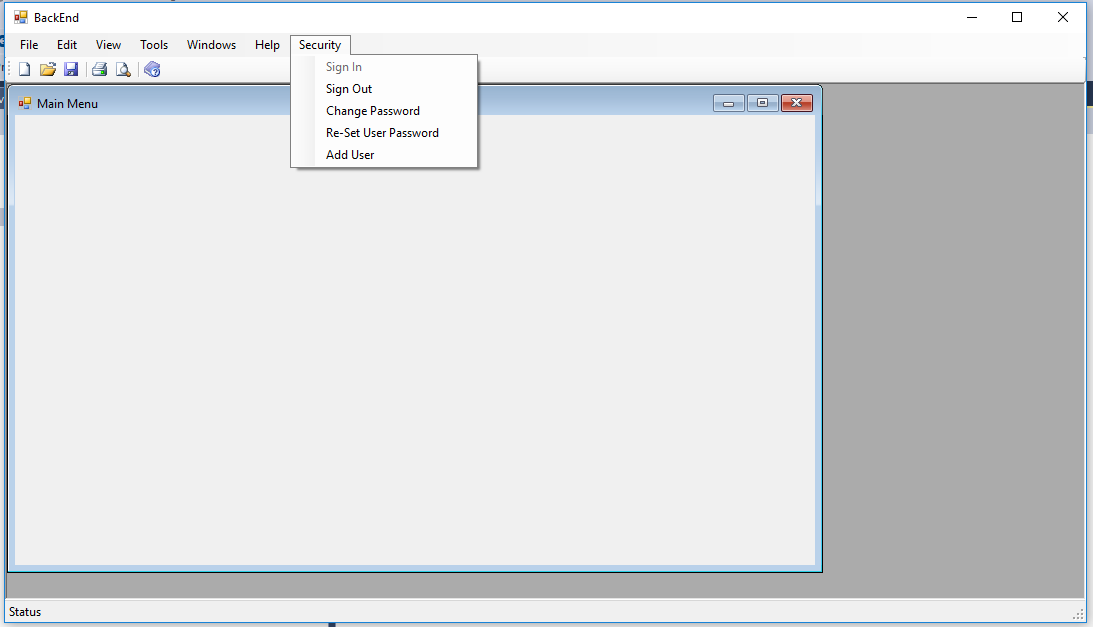 BackEnd
File Edit View Tools Windows Help Security
Sign In
Sign Out
Change Password
Re-Set User Password
Add User
Main Menu
Status